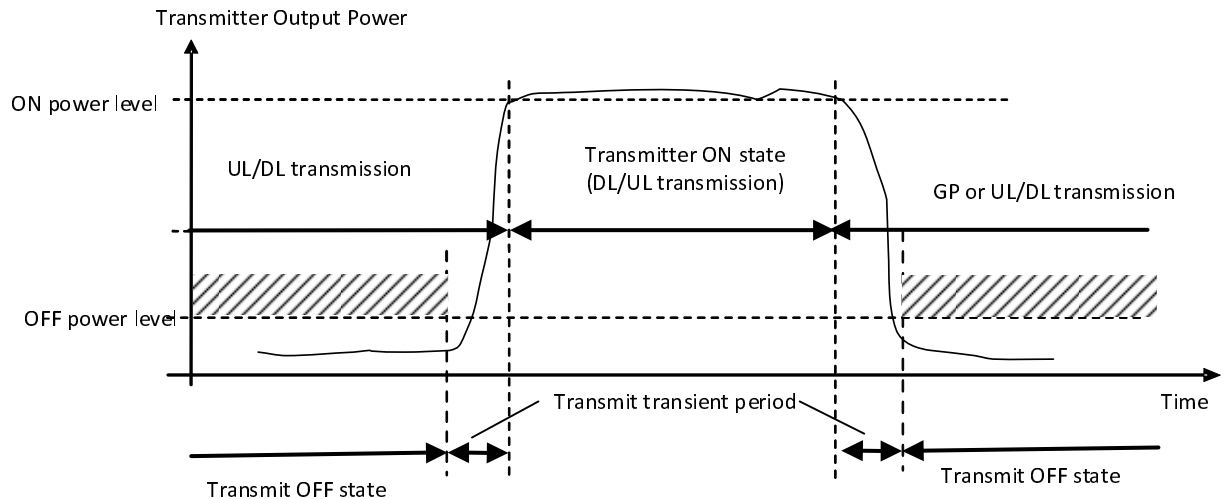 Transmitter Output Power
ON power level
UL/DL transmission
Transmitter ON state
(DL/UL transmission)
GP or UL/DL transmission
OFF power level
Transmit transient period
Time
Transmit OFF state
Transmit OFF state